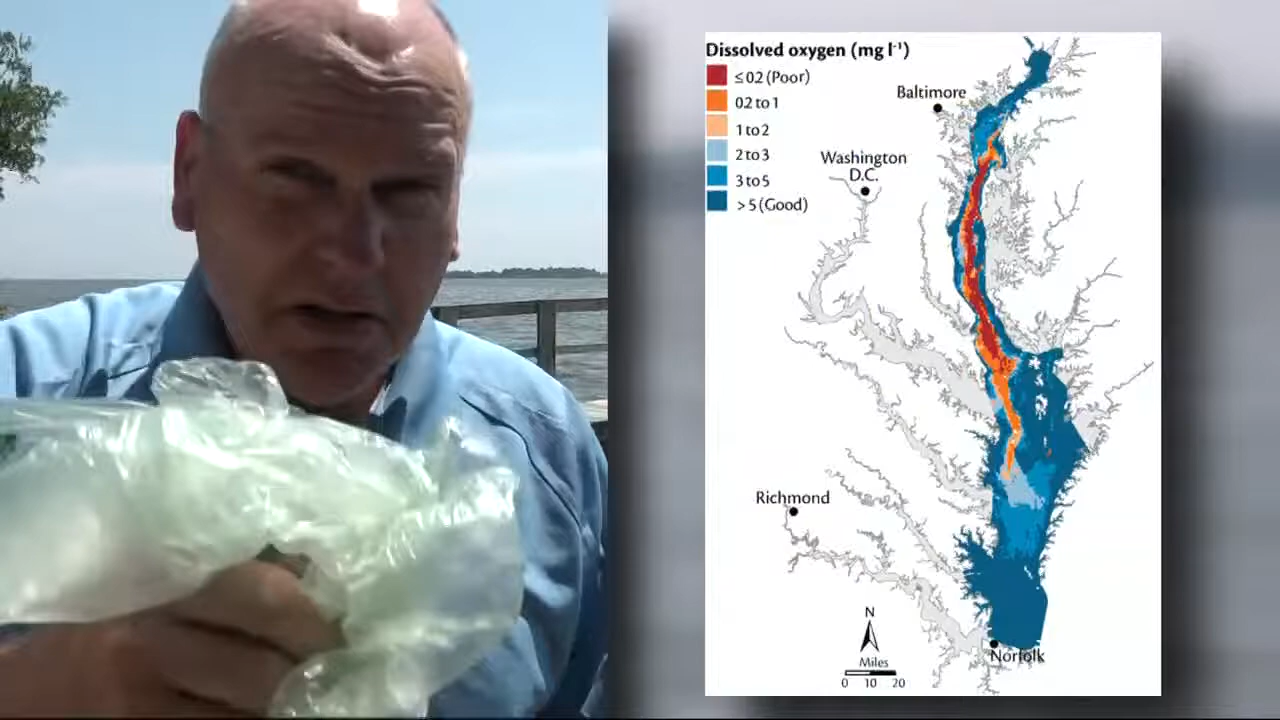 Dissolved oxygen (mg l⁻¹)
≤ 02 (Poor)
02 to 1
1 to 2
2 to 3
3 to 5
> 5 (Good)
Baltimore
Washington
D.C.
Richmond
N
Miles
0 10 20
Norfolk